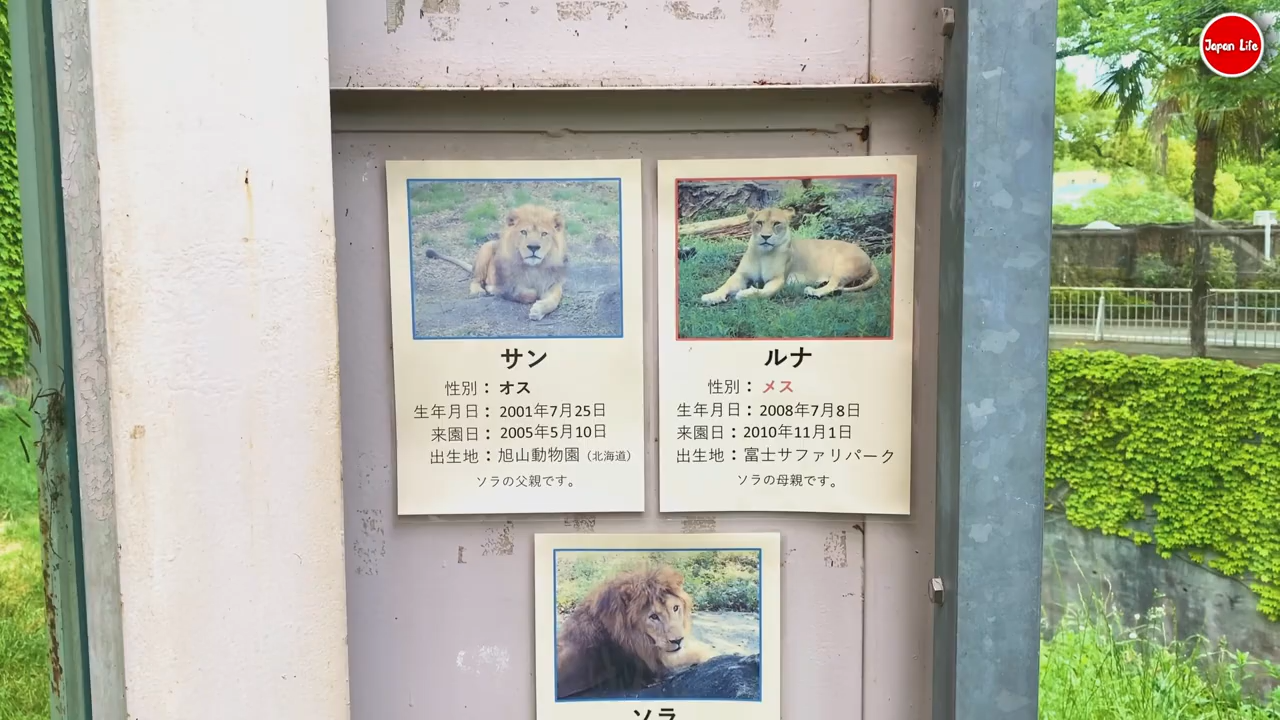 Japan Life
サン
性別：オス
生年月日：2001年7月25日
来園日：2005年5月10日
出生地：旭山動物園（北海道）
ソラの父親です。
ルナ
性別：メス
生年月日：2008年7月8日
来園日：2010年11月1日
出生地：富士サファリパーク
ソラの母親です。
ソラ